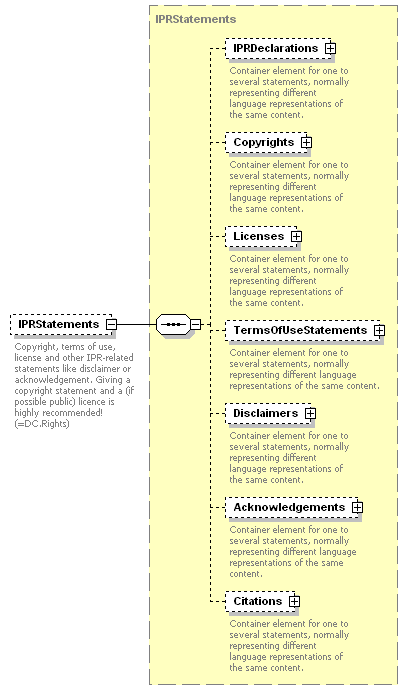 IPRStatements
IPRDeclarations
Container element for one to
several statements, normally
representing different
language representations of
the same content.
Copyrights
Container element for one to
several statements, normally
representing different
language representations of
the same content.
Licenses
Container element for one to
several statements, normally
representing different
language representations of
the same content.
IPRStatements
Copyright, terms of use,
license and other IPR-related
statements like disclaimer or
acknowledgement. Giving a
copyright statement and a (if
possible public) licence is
highly recommended!
(=DC.Rights)
TermsOfUseStatements
Container element for one to
several statements, normally
representing different language
representations of the same content.
Disclaimers
Container element for one to
several statements, normally
representing different
language representations of
the same content.
Acknowledgements
Container element for one to
several statements, normally
representing different language
representations of the same
content.
Citations
Container element for one to
several statements, normally
representing different
language representations of
the same content.